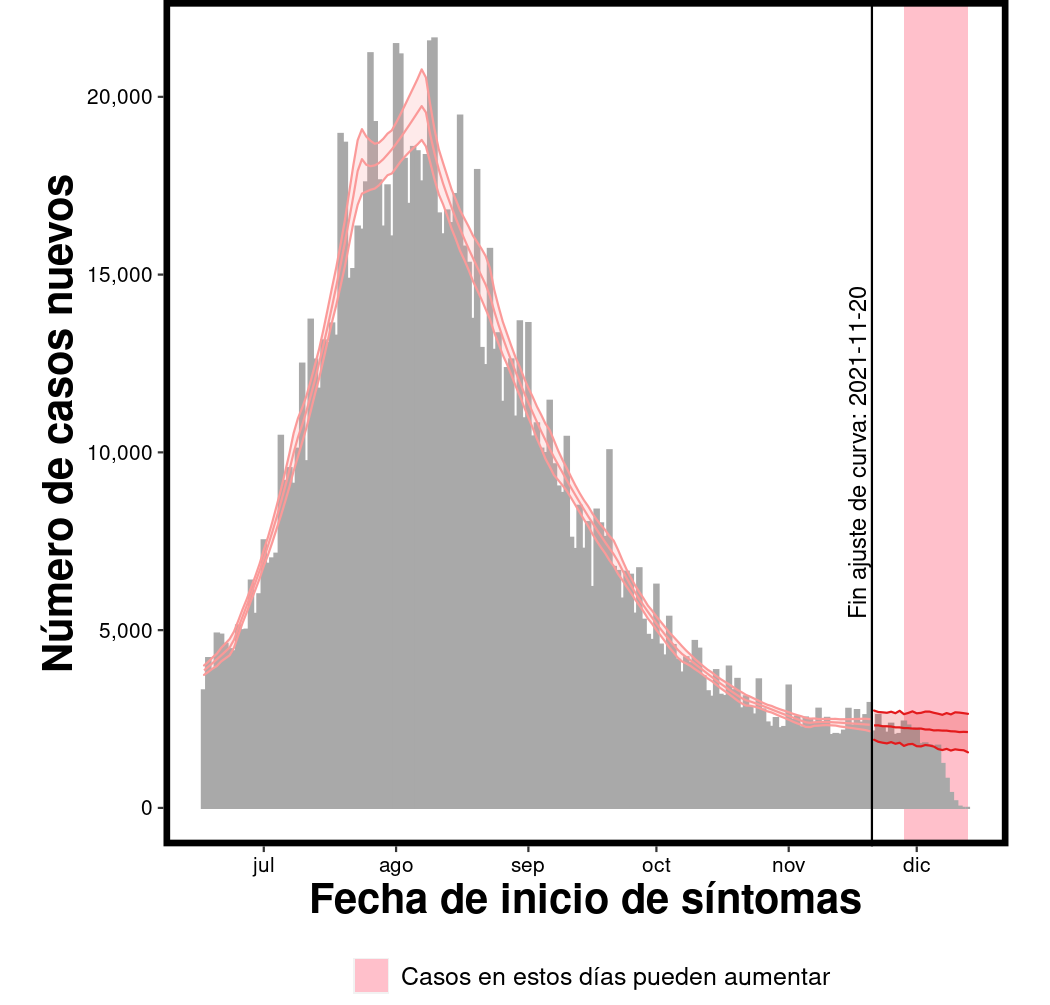 Número de casos nuevos
20,000
15,000
10,000
5,000
0
Fin ajuste de curva: 2021-11-20
jul ago sep oct nov dic
Fecha de inicio de síntomas
Casos en estos días pueden aumentar